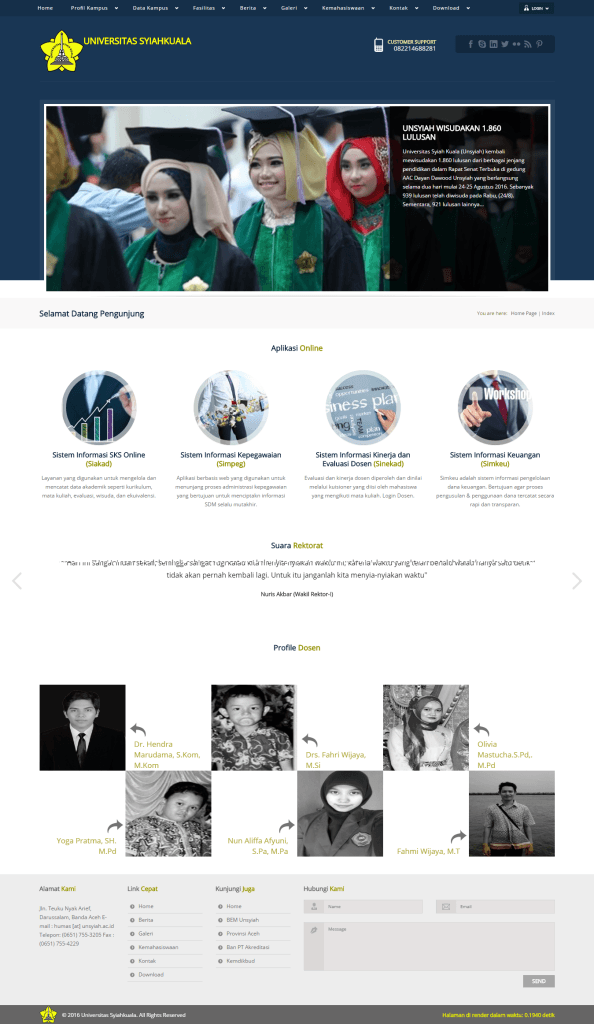 Home Profil Kampus Data Kampus Fasilitas Berita Galeri Kemahasiswaan Kontak Download LOGIN
UNIVERSITAS SYIAHKUALA
CUSTOMER SUPPORT
082214688281
UNSYIAH WISUDAKAN 1.860
LULUSAN
Universitas Syiah Kuala (Unsyiah) kembali
mewisudakan 1.860 lulusan dari berbagai jenjang
pendidikan dalam Rapat Senat Terbuka di gedung
AAC Dayan Dawood Unsyiah yang berlangsung
selama dua hari mulai 24-25 Agustus 2016. Sebanyak
939 lulusan telah diwisuda pada Rabu, (24/8).
Sementara, 921 lulusan lainnya...
Selamat Datang Pengunjung
You are here: Home Page | Index
Aplikasi Online
Workshop
Sistem Informasi SKS Online
(Siakad)
Layanan yang digunakan untuk mengelola dan
mencatat data akademik seperti kurikulum,
mata kuliah, evaluasi, wisuda, dan ekuivalensi.
Sistem Informasi Kepegawaian
(Simpeg)
Aplikasi berbasis web yang digunakan untuk
menunjang proses administrasi kepegawaian
yang bertujuan untuk menciptakn informasi
SDM selalu mutakhir.
Sistem Informasi Kinerja dan
Evaluasi Dosen (Sinekad)
Evaluasi dan kinerja dosen diperoleh dan dinilai
melalui kuistoner yang diisi oleh mahasiswa
yang mengikuti mata kuliah. Login Dosen.
Sistem Informasi Keuangan
(Simkeu)
Simkeu adalah sistem informasi pengelolaan
dana keuangan. Bertujuan agar proses
pengusulan & penggunaan dana tercatat secara
rapi dan transparan.
Suara Rektorat
tidak akan pernah kembali lagi. Untuk itu janganlah kita menyia-nyiakan waktu"
Nuris Akbar (Wakil Rektor-I)
Profile Dosen
Dr. Hendra
Marudama, S.Kom,
M.Kom
Drs. Fahri Wijaya,
M.Si
Olivia
Mastucha.S.Pd,,
M.Pd
Yoga Pratma, SH.
M.Pd
Nun Aliffa Afyuni,
S.Pa, M.Pa
Fahmi Wijaya, M.T
Alamat Kami
Jln. Teuku Nyak Arief,
Darussalam, Banda Aceh E-
mail : humas [at] unsyiah.ac.id
Telepon: (0651) 755-3205 Fax :
(0651) 755-4229
Link Cepat
Home
Berita
Galeri
Kemahasiswaan
Kontak
Download
Kunjungi Juga
Home
BEM Unsyiah
Provinsi Aceh
Ban PT Akreditasi
Kemdikbud
Hubungi Kami
Name
Email
Message
SEND
© 2016 Universitas Syiahkuala. All Rights Reserved
Halaman di render dalam waktu: 0.1940 detik